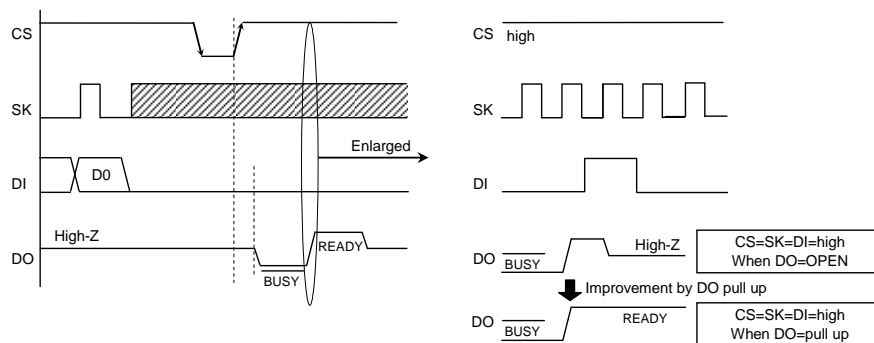 CS
SK
DI
D0
Enlarged
High-Z
DO
READY
BUSY
CS high
SK
DI
DO
BUSY
High-Z
CS=SK=DI=high
When DO=OPEN
Improvement by DO pull up
DO
BUSY
READY
CS=SK=DI=high
When DO=pull up